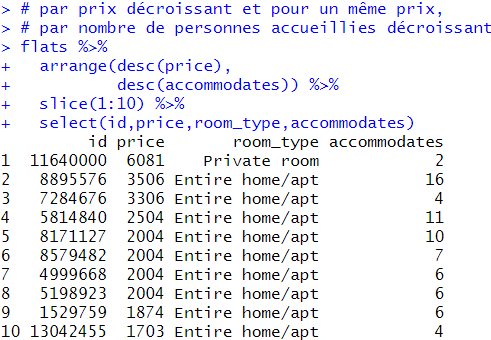 > # par prix décroissant et pour un même prix,
> # par nombre de personnes accueillies décroissant
> flats %>%
+   arrange(desc(price),
+           desc(accommodates)) %>%
+   slice(1:10) %>%
+   select(id,price,room_type,accommodates)
         id price       room_type accommodates
1  11640000  6081    Private room            2
2   8895576  3506 Entire home/apt           16
3   7284676  3306 Entire home/apt            4
4   5814840  2504 Entire home/apt           11
5   8171127  2004 Entire home/apt           10
6   8579482  2004 Entire home/apt            7
7   4999668  2004 Entire home/apt            6
8   5198923  2004 Entire home/apt            6
9   1529759  1874 Entire home/apt            6
10 13042455  1703 Entire home/apt            4